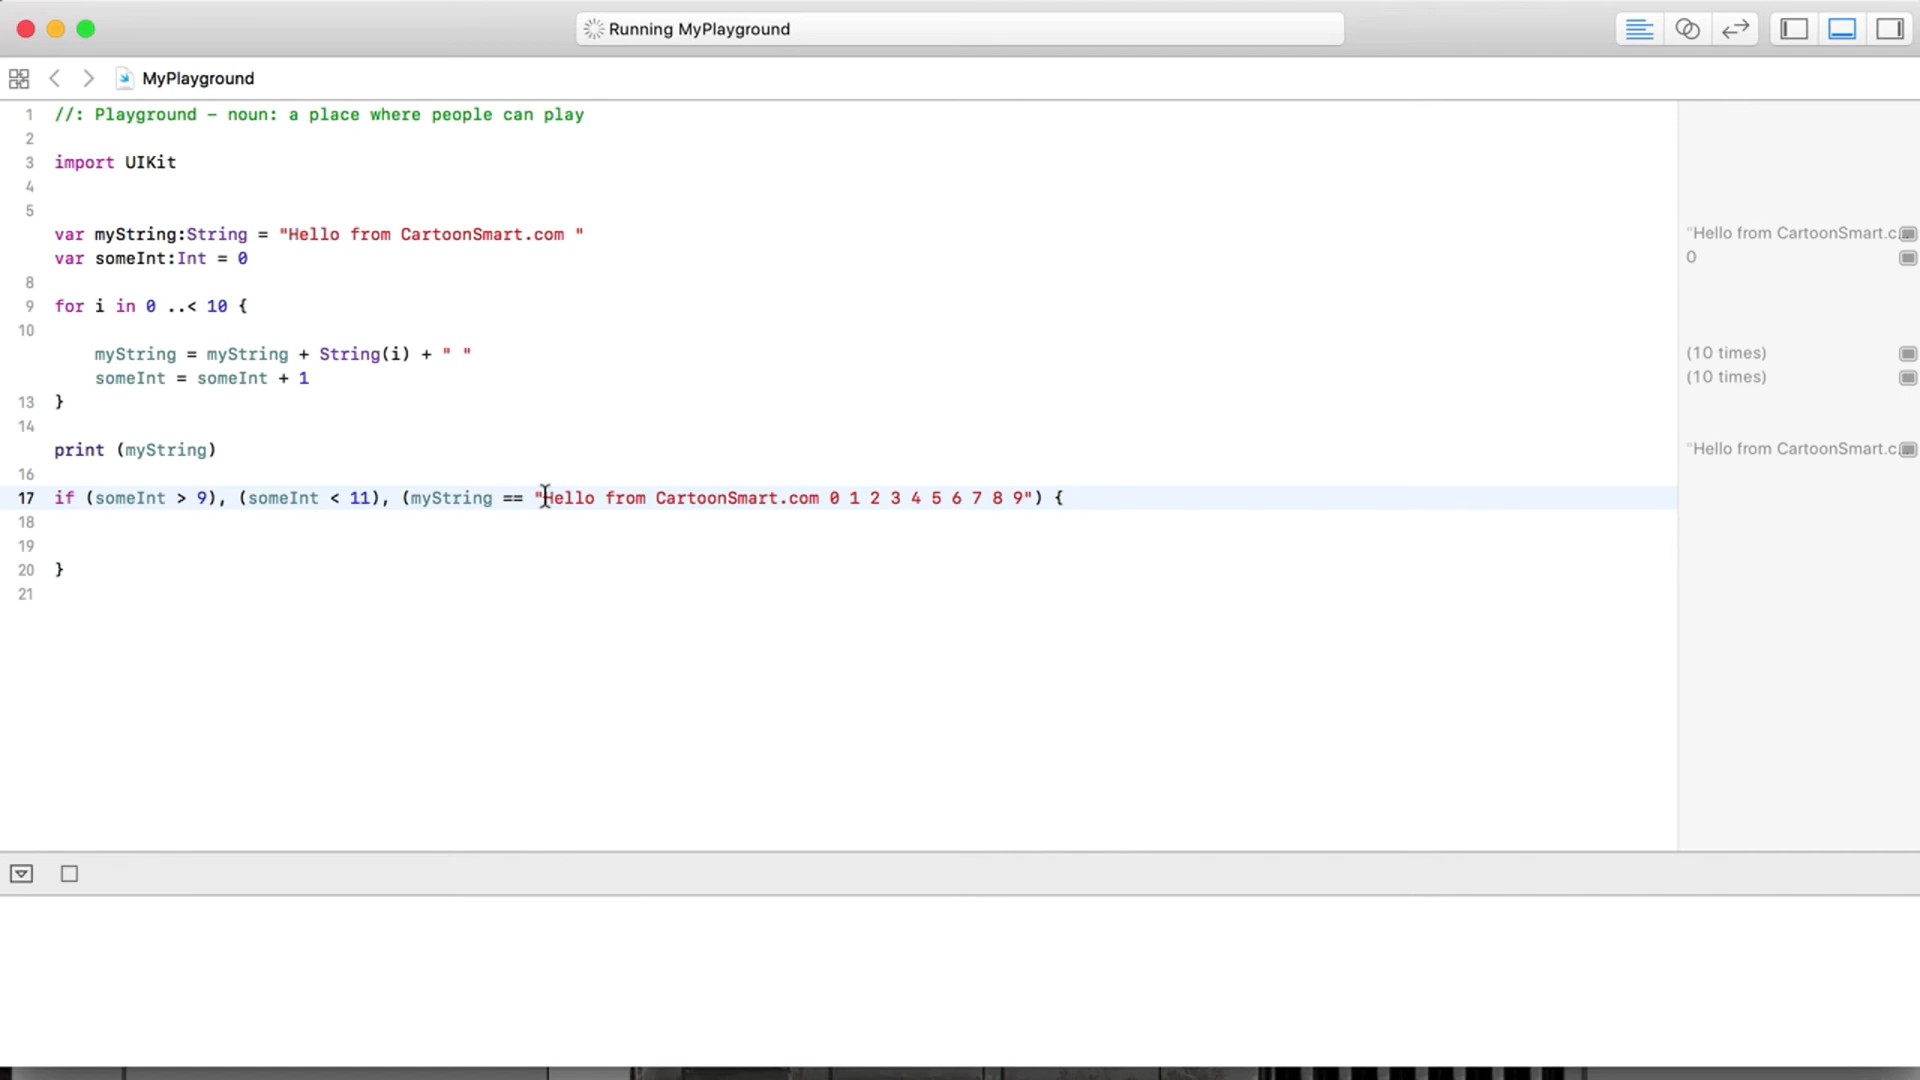 Running MyPlayground
MyPlayground
1 //: Playground - noun: a place where people can play
2
3 import UIKit
4
5
var myString:String = "Hello from CartoonSmart.com "
"Hello from CartoonSmart.c...
var someInt:Int = 0
0
8
9 for i in 0 ..< 10 {
10
myString = myString + String(i) + " "
(10 times)
someInt = someInt + 1
(10 times)
13 }
14
print (myString)
"Hello from CartoonSmart.c...
16
17 if (someInt > 9), (someInt < 11), (myString == "Hello from CartoonSmart.com 0 1 2 3 4 5 6 7 8 9") {
18
19
20 }
21